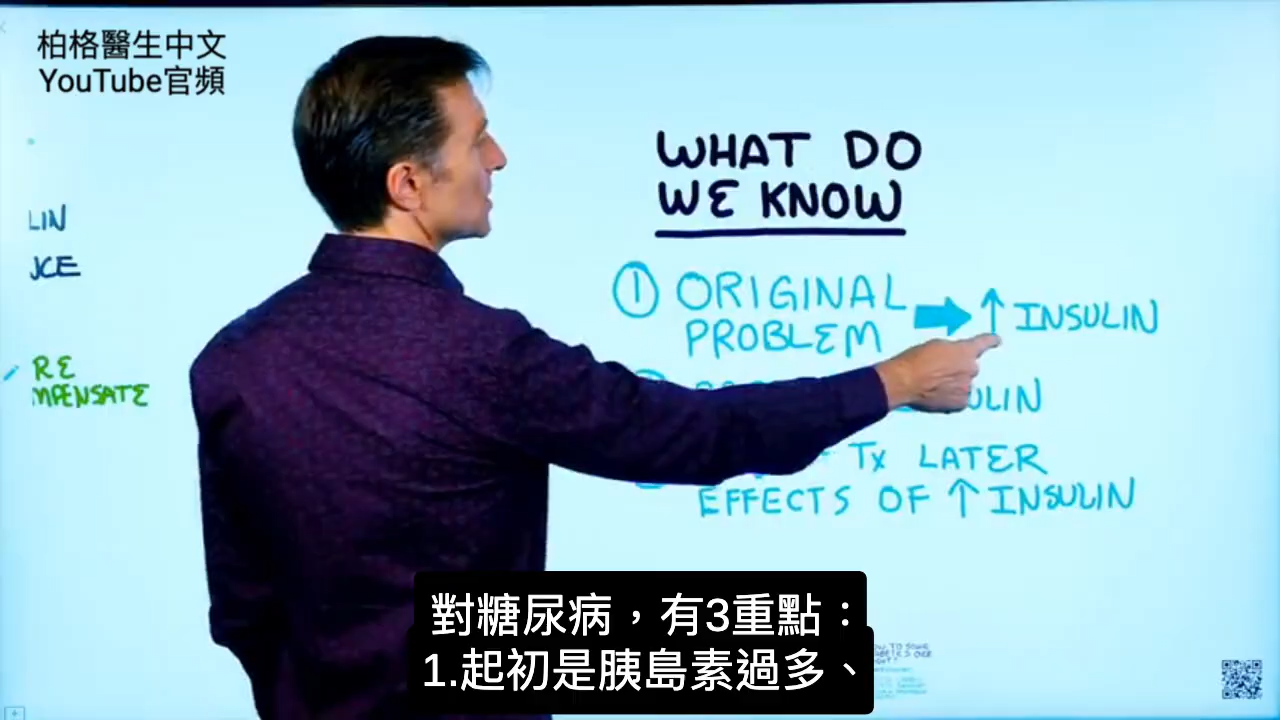 柏格醫生中文
YouTube官頻
WHAT DO
WE KNOW
LIN
RE
MPENSATE
① ORIGINAL
PROBLEM ➡ ↑ INSULIN
ULIN
Tx LATER
EFFECTS OF ↑ INSULIN
對糖尿病，有3重點：
1.起初是胰島素過多、